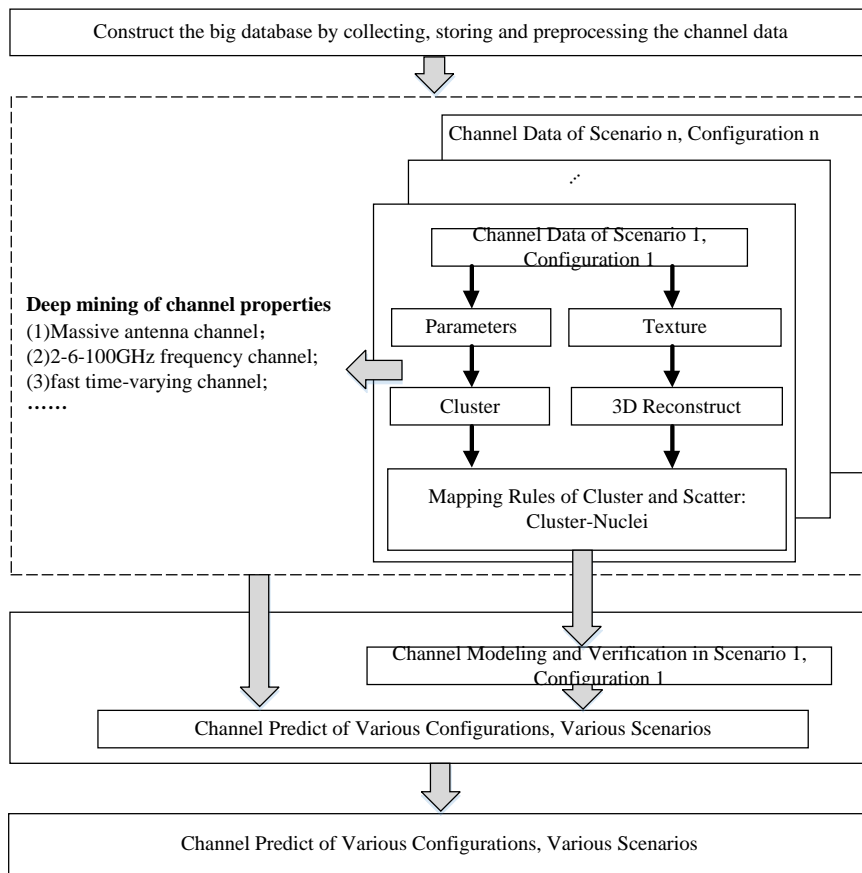 Construct the big database by collecting, storing and preprocessing the channel data
Channel Data of Scenario n, Configuration n
...
Channel Data of Scenario 1,
Configuration 1
Deep mining of channel properties
(1)Massive antenna channel;
(2)2-6-100GHz frequency channel;
(3)fast time-varying channel;
……
Parameters
Texture
Cluster
3D Reconstruct
Mapping Rules of Cluster and Scatter:
Cluster-Nuclei
Channel Modeling and Verification in Scenario 1,
Configuration 1
Channel Predict of Various Configurations, Various Scenarios
Channel Predict of Various Configurations, Various Scenarios